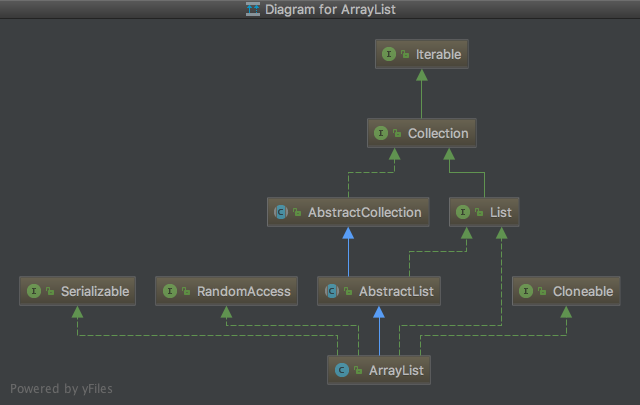 Diagram for ArrayList
I Iterable
I Collection
C AbstractCollection
I List
I Serializable
I RandomAccess
C AbstractList
I Cloneable
C ArrayList
Powered by yFiles